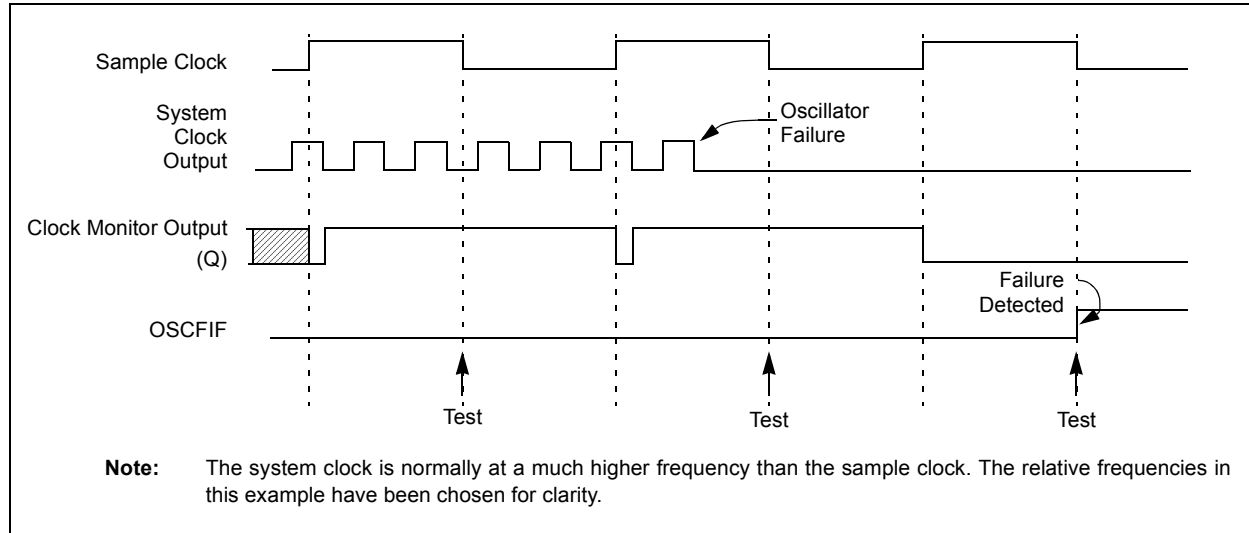 Sample Clock
System
Clock
Output
Oscillator
Failure
Clock Monitor Output
(Q)
Failure
Detected
OSCFIF
Test
Test
Test
Note: The system clock is normally at a much higher frequency than the sample clock. The relative frequencies in
this example have been chosen for clarity.